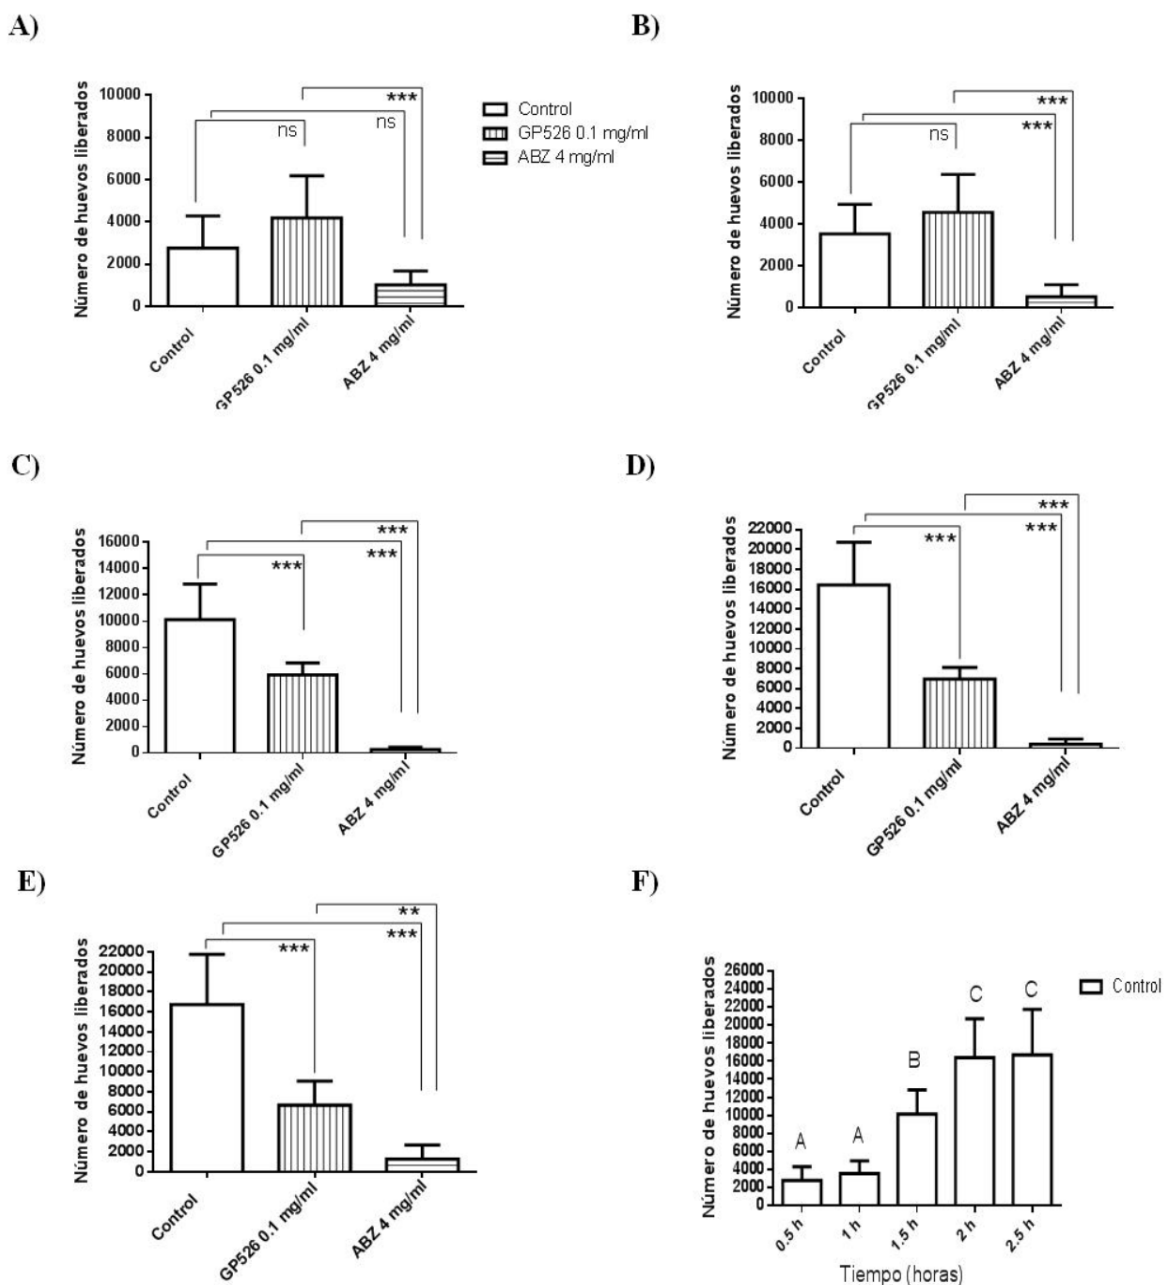 A)
Número de huevos liberados
10000
8000
6000
4000
2000
0
***
ns
ns
Control
GP526 0.1 mg/ml
ABZ 4 mg/ml
Control
GP526 0.1 mg/ml
ABZ 4 mg/ml
B)
Número de huevos liberados
10000
8000
6000
4000
2000
0
***
***
ns
Control
GP526 0.1 mg/ml
ABZ 4 mg/ml
C)
Número de huevos liberados
16000
14000
12000
10000
8000
6000
4000
2000
0
***
***
***
Control
GP526 0.1 mg/ml
ABZ 4 mg/ml
D)
Número de huevos liberados
22000
20000
18000
16000
14000
12000
10000
8000
6000
4000
2000
0
***
***
***
Control
GP526 0.1 mg/ml
ABZ 4 mg/ml
E)
Número de huevos liberados
22000
20000
18000
16000
14000
12000
10000
8000
6000
4000
2000
0
**
***
***
Control
GP526 0.1 mg/ml
ABZ 4 mg/ml
F)
Número de huevos liberados
26000
24000
22000
20000
18000
16000
14000
12000
10000
8000
6000
4000
2000
0
A
A
B
C
C
Control
0.5 h
1 h
1.5 h
2 h
2.5 h
Tiempo (horas)